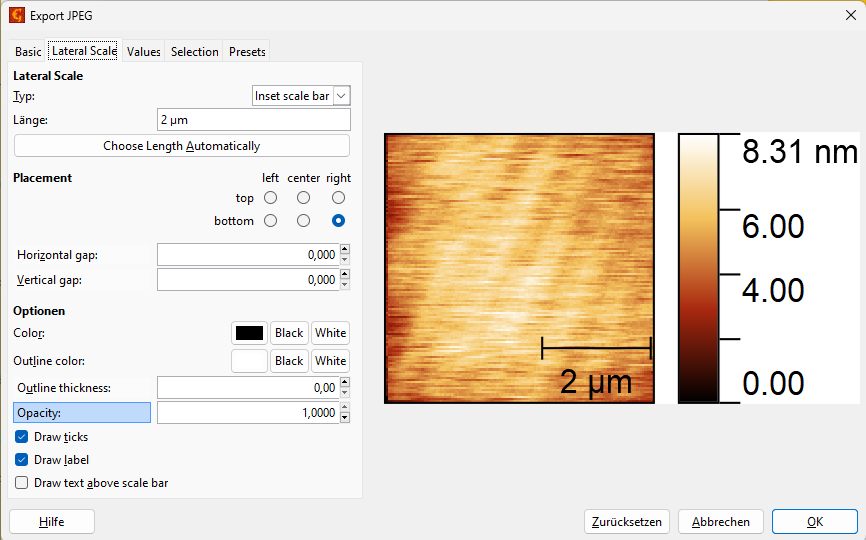 Export JPEG
Basic Lateral Scale Values Selection Presets
Lateral Scale
Typ: Inset scale bar
Länge: 2 µm
Choose Length Automatically
Placement left center right
top
bottom
Horizontal gap: 0,000
Vertical gap: 0,000
Optionen
Color: Black White
Outline color: Black White
Outline thickness: 0,00
Opacity: 1,0000
Draw ticks
Draw label
Draw text above scale bar
2 µm
8.31 nm
6.00
4.00
0.00
Hilfe Zurücksetzen Abbrechen OK